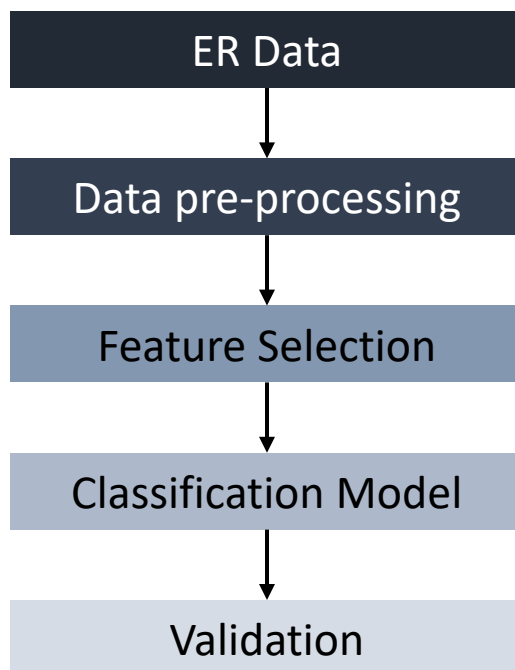 ER Data
Data pre-processing
Feature Selection
Classification Model
Validation